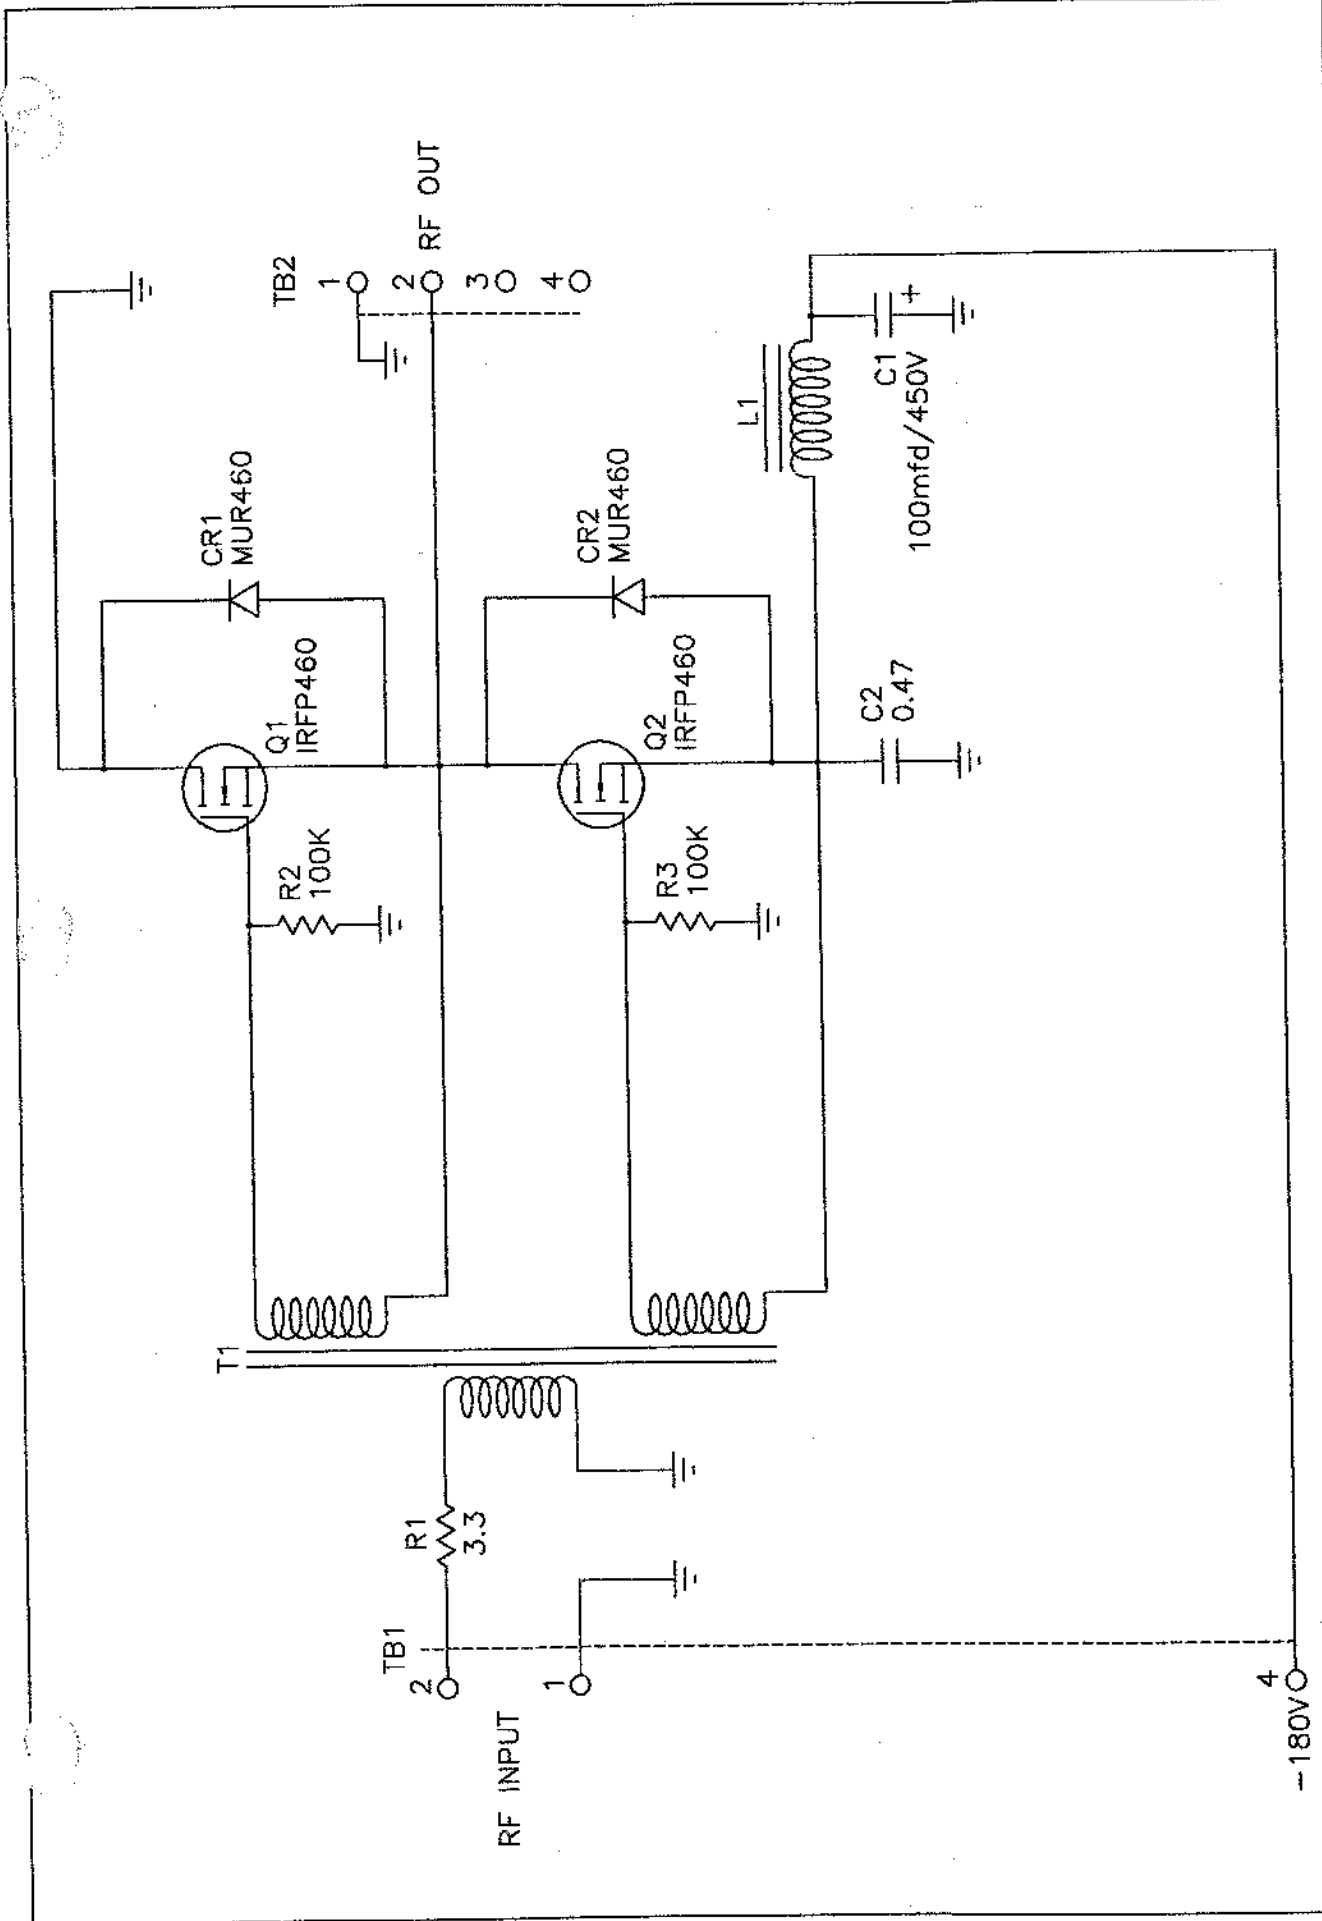 TB1
2
RF INPUT
1
4
-180V
R1
3.3
T1
R2
100K
R3
100K
Q1
IRFP460
Q2
IRFP460
CR1
MUR460
CR2
MUR460
C2
0.47
L1
C1
+
100mfd/450V
TB2
1
2
RF OUT
3
4